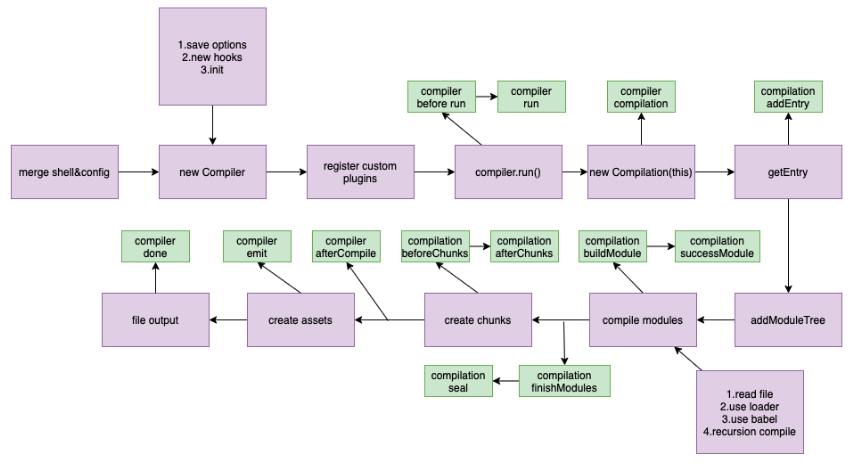 1.save options
2.new hooks
3.init
compiler
before run
compiler
run
compiler
compilation
compilation
addEntry
merge shell&config
new Compiler
register custom
plugins
compiler.run()
new Compilation(this)
getEntry
compiler
done
compiler
emit
compiler
afterCompile
compilation
beforeChunks
compilation
afterChunks
compilation
buildModule
compilation
successModule
file output
create assets
create chunks
compile modules
addModuleTree
compilation
seal
compilation
finishModules
1.read file
2.use loader
3.use babel
4.recursion compile